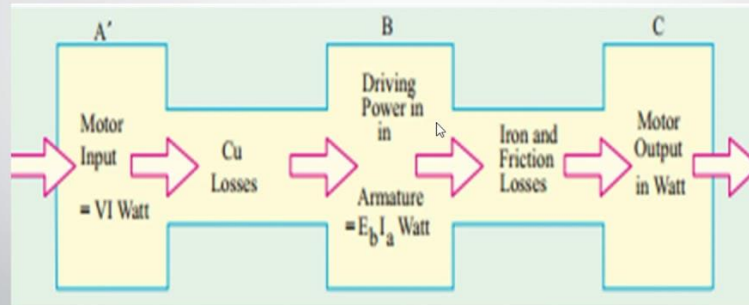 A′
B
C
Motor
Input
= VI Watt
Cu
Losses
Driving
Power in
in
Armature
=E_bI_a Watt
Iron and
Friction
Losses
Motor
Output
in Watt